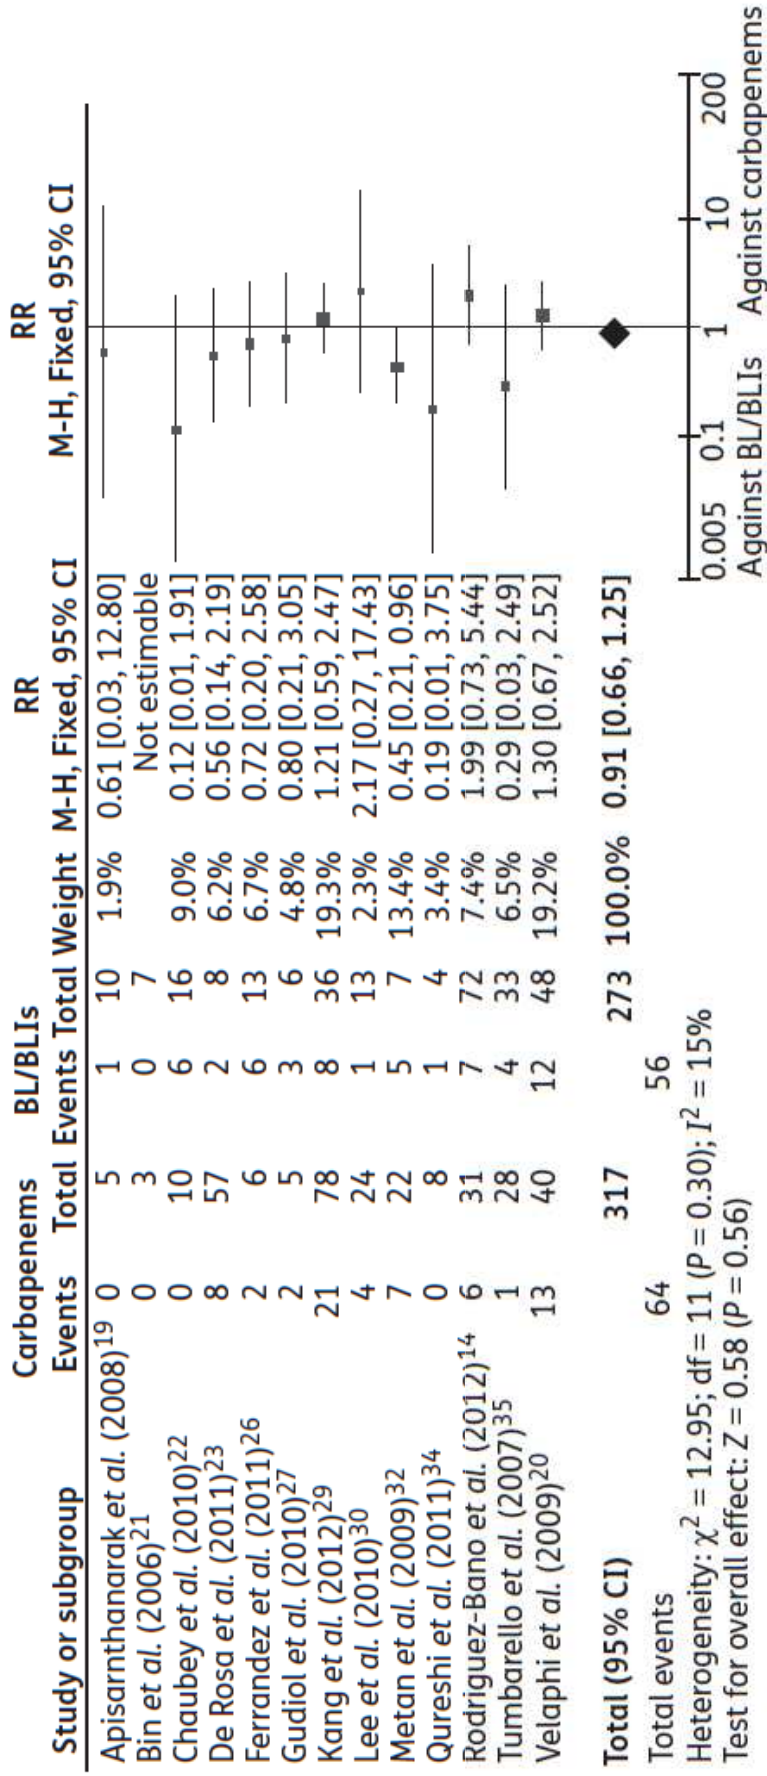 Carbapenems BL/BLIs RR RR
Study or subgroup Events Total Events Total Weight M-H, Fixed, 95% CI M-H, Fixed, 95% CI
Apisarnthanarak et al. (2008)19 0 5 1 10 1.9% 0.61 [0.03, 12.80]
Bin et al. (2006)21 0 3 0 7 Not estimable
Chaubey et al. (2010)22 0 10 6 16 9.0% 0.12 [0.01, 1.91]
De Rosa et al. (2011)23 8 57 2 8 6.2% 0.56 [0.14, 2.19]
Ferrandez et al. (2011)26 2 6 6 13 6.7% 0.72 [0.20, 2.58]
Gudiol et al. (2010)27 2 5 3 6 4.8% 0.80 [0.21, 3.05]
Kang et al. (2012)29 21 78 8 36 19.3% 1.21 [0.59, 2.47]
Lee et al. (2010)30 4 24 1 13 2.3% 2.17 [0.27, 17.43]
Metan et al. (2009)32 7 22 5 7 13.4% 0.45 [0.21, 0.96]
Qureshi et al. (2011)34 0 8 1 4 3.4% 0.19 [0.01, 3.75]
Rodriguez-Bano et al. (2012)14 6 31 7 72 7.4% 1.99 [0.73, 5.44]
Tumbarello et al. (2007)35 1 28 4 33 6.5% 0.29 [0.03, 2.49]
Velaphi et al. (2009)20 13 40 12 48 19.2% 1.30 [0.67, 2.52]
Total (95% CI) 317 273 100.0% 0.91 [0.66, 1.25]
Total events 64 56
Heterogeneity: χ2 = 12.95; df = 11 (P = 0.30); I2 = 15%
Test for overall effect: Z = 0.58 (P = 0.56)
0.005 0.1 1 10 200
Against BL/BLIs Against carbapenems